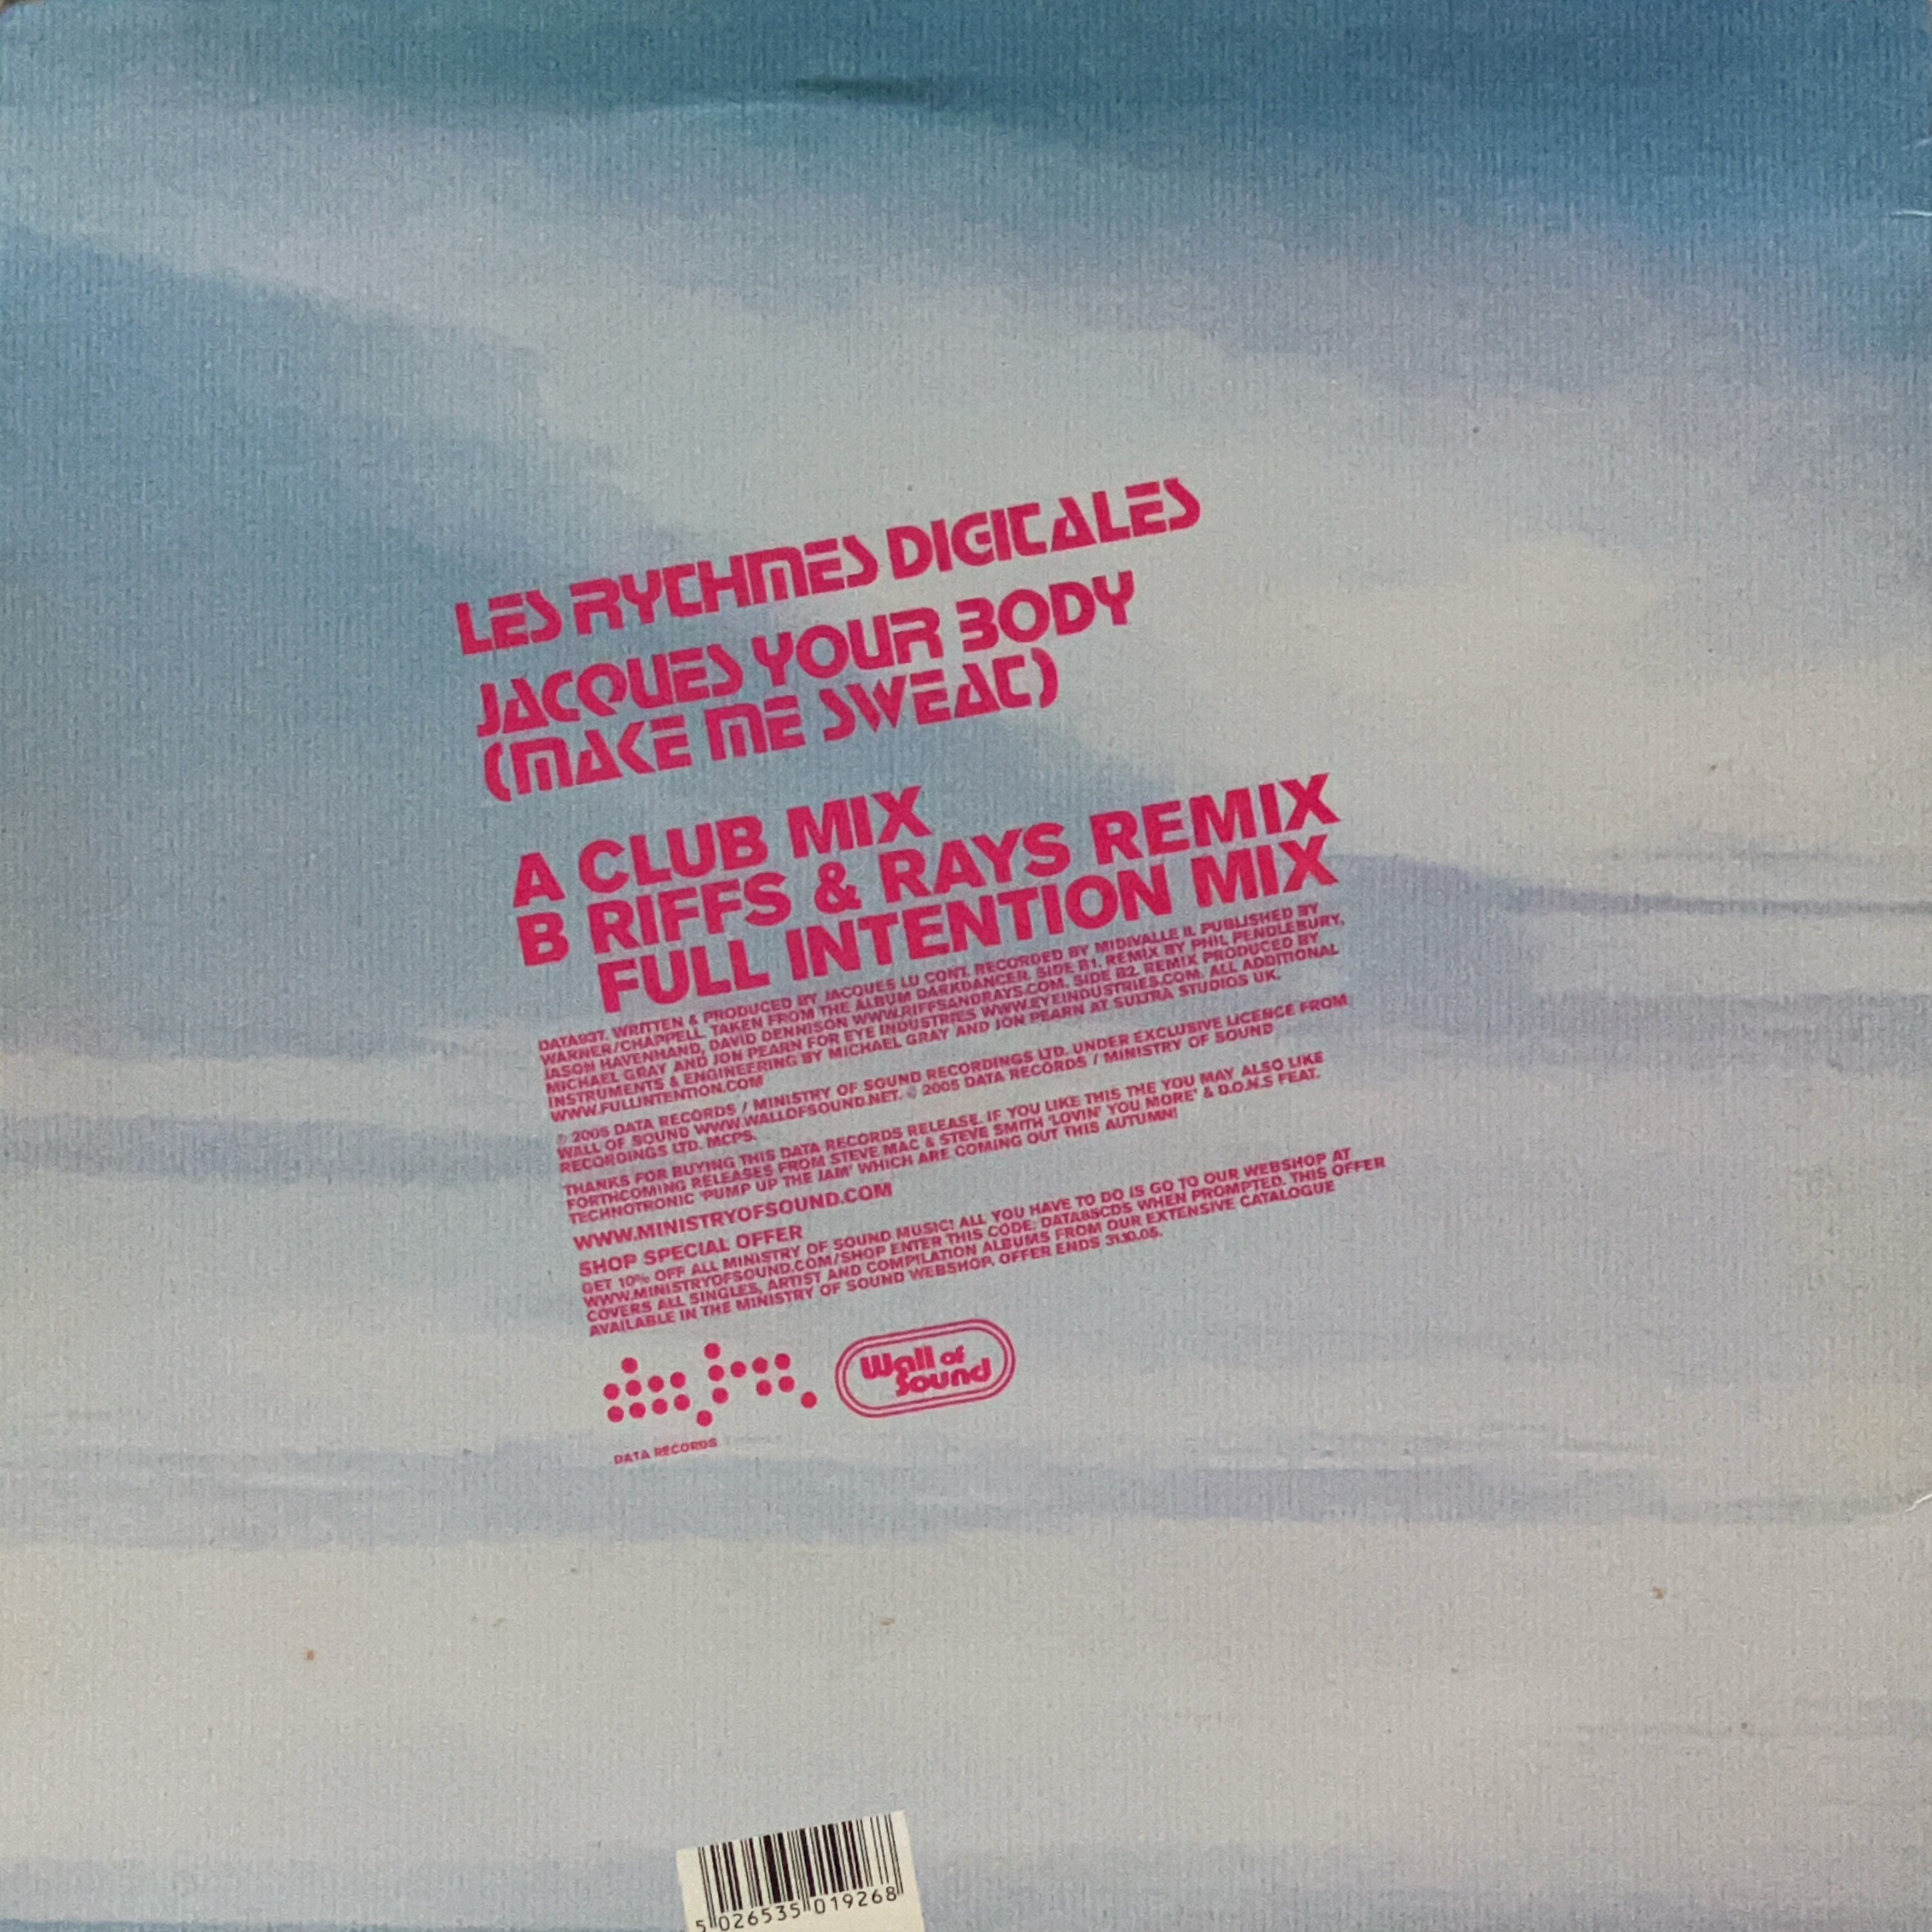 LES RYTHMES DIGITALES
JACQUES YOUR BODY
(MAKE ME SWEAT)
A CLUB MIX
B RIFFS & RAYS REMIX
FULL INTENTION MIX
DATA93T. WRITTEN & PRODUCED BY JACQUES LU CONT. RECORDED BY MIDIVALLE II. PUBLISHED BY
WARNER/CHAPPELL. TAKEN FROM THE ALBUM DARKDANCER. SIDE B1. REMIX BY PHIL PENDLEBURY,
JASON HAVENHAND, DAVID DENNISON WWW.RIFFSANDRAYS.COM. SIDE B2. REMIX PRODUCED BY
MICHAEL GRAY AND JON PEARN FOR EYE INDUSTRIES WWW.EYEINDUSTRIES.COM. ALL ADDITIONAL
INSTRUMENTS & ENGINEERING BY MICHAEL GRAY AND JON PEARN AT SULTRA STUDIOS UK.
WWW.FULLINTENTION.COM
℗ 2005 DATA RECORDS / MINISTRY OF SOUND RECORDINGS LTD. UNDER EXCLUSIVE LICENCE FROM
WALL OF SOUND WWW.WALLOFSOUND.NET. © 2005 DATA RECORDS / MINISTRY OF SOUND
RECORDINGS LTD. MCPS.
THANKS FOR BUYING THIS DATA RECORDS RELEASE. IF YOU LIKE THIS THE YOU MAY ALSO LIKE
FORTHCOMING RELEASES FROM STEVE MAC & STEVE SMITH 'LOVIN' YOU MORE' & D.O.N.S FEAT.
TECHNOTRONIC 'PUMP UP THE JAM' WHICH ARE COMING OUT THIS AUTUMN!
WWW.MINISTRYOFSOUND.COM
SHOP SPECIAL OFFER
GET 10% OFF ALL MINISTRY OF SOUND MUSIC! ALL YOU HAVE TO DO IS GO TO OUR WEBSHOP AT
WWW.MINISTRYOFSOUND.COM/SHOP ENTER THIS CODE: DATA85CDS WHEN PROMPTED. THIS OFFER
COVERS ALL SINGLES, ARTIST AND COMPILATION ALBUMS FROM OUR EXTENSIVE CATALOGUE
AVAILABLE IN THE MINISTRY OF SOUND WEBSHOP. OFFER ENDS 31.10.05.
Wall of
Sound
DATA RECORDS
5 026535 019268